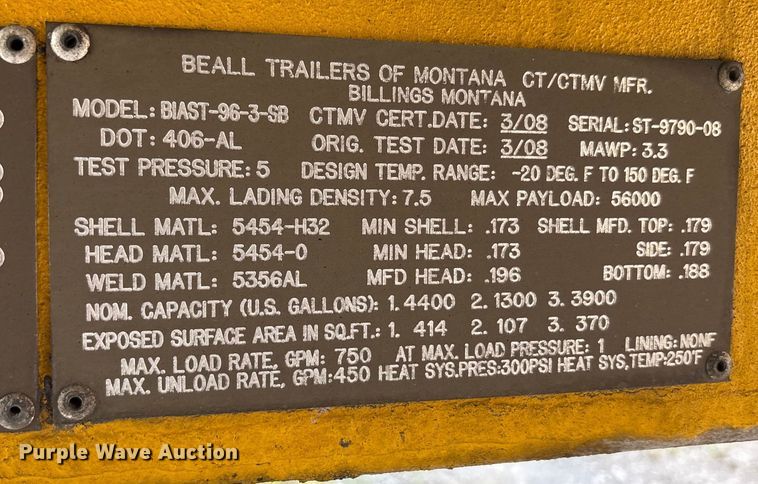 BEALL TRAILERS OF MONTANA CT/CTMV MFR.
BILLINGS MONTANA
MODEL: BIAST-96-3-SB CTMV CERT.DATE: 3/08 SERIAL: ST-9790-08
DOT: 406-AL ORIG. TEST DATE: 3/08 MAWP: 3.3
TEST PRESSURE: 5 DESIGN TEMP. RANGE: -20 DEG. F TO 150 DEG. F
MAX. LADING DENSITY: 7.5 MAX PAYLOAD: 56000
SHELL MATL: 5454-H32 MIN SHELL: .173 SHELL MFD. TOP: .179
HEAD MATL: 5454-0 MIN HEAD: .173 SIDE: .179
WELD MATL: 5356AL MFD HEAD: .196 BOTTOM: .188
NOM. CAPACITY (U.S. GALLONS): 1. 4400 2. 1300 3. 3900
EXPOSED SURFACE AREA IN SQ.FT.: 1. 414 2. 107 3. 370
MAX. LOAD RATE, GPM: 750 AT MAX. LOAD PRESSURE: 1 LINING: NONE
MAX. UNLOAD RATE, GPM: 450 HEAT SYS.PRES: 300PSI HEAT SYS.TEMP: 250°F
Purple Wave Auction